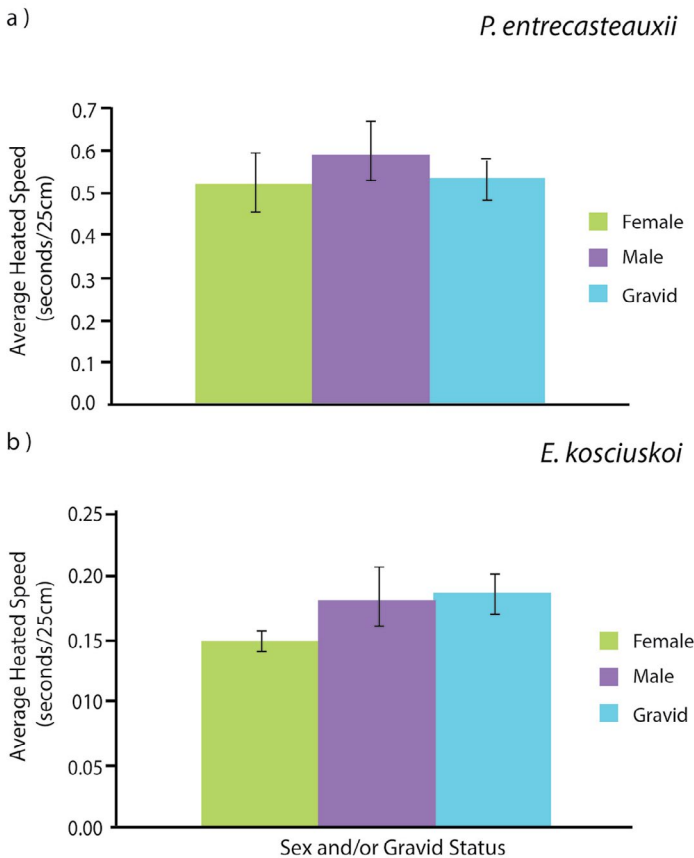 a )
P. entrecasteauxii
Average Heated Speed
(seconds/25cm)
0.7
0.6
0.5
0.4
0.3
0.2
0.1
0.0
Female
Male
Gravid
b )
E. kosciuskoi
Average Heated Speed
(seconds/25cm)
0.25
0.20
0.15
010
0.05
0.00
Female
Male
Gravid
Sex and/or Gravid Status